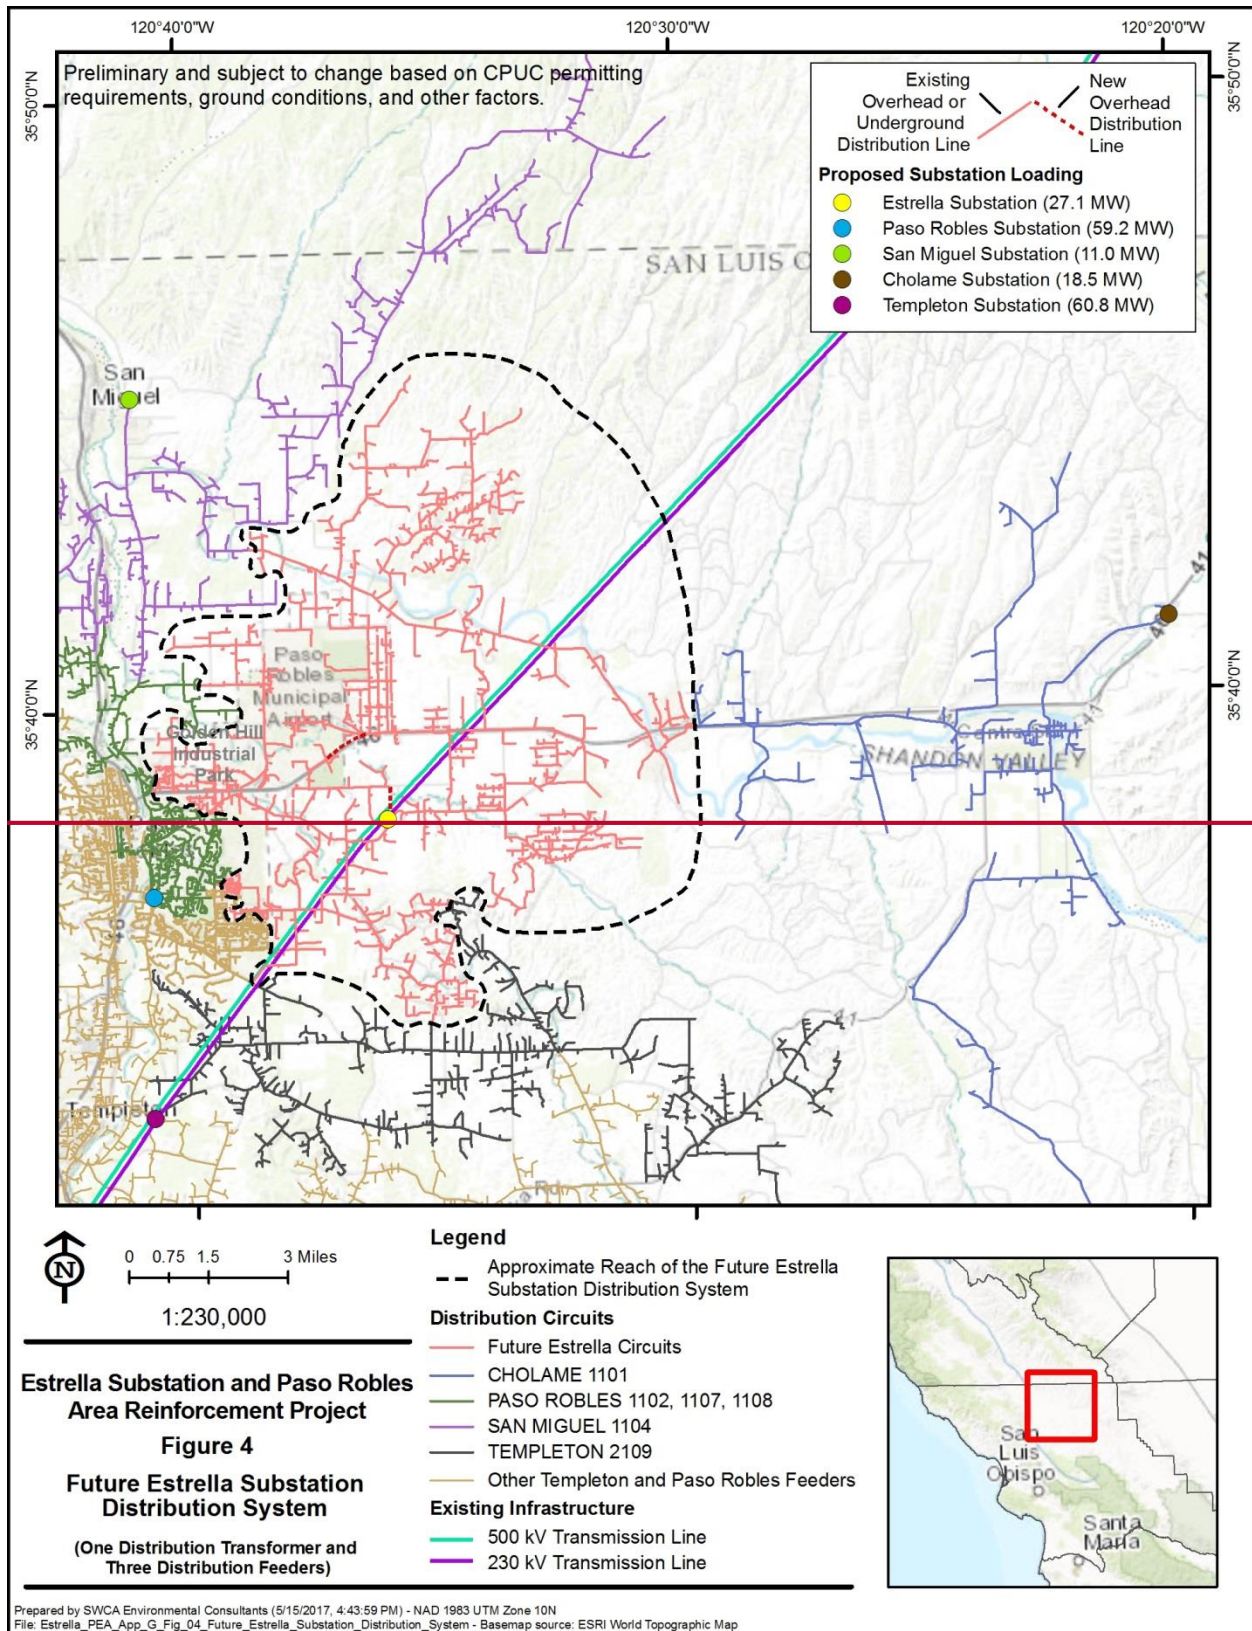 120°40'0"W
120°30'0"W
120°20'0"W
35°50'0"N
35°50'0"N
Preliminary and subject to change based on CPUC permitting
requirements, ground conditions, and other factors.
Existing
Overhead or
Underground
Distribution Line
New
Overhead
Distribution
Line
Proposed Substation Loading
Estrella Substation (27.1 MW)
Paso Robles Substation (59.2 MW)
San Miguel Substation (11.0 MW)
Cholame Substation (18.5 MW)
Templeton Substation (60.8 MW)
SAN LUIS O
San
Miguel
41
46
Paso
Robles
Municipal
Airport
46
35°40'0"N
35°40'0"N
Golden Hill
Industrial
Park
41
SHANDON VALLEY
41
Templeton
Rd
N
0 0.75 1.5 3 Miles
1:230,000
Estrella Substation and Paso Robles
Area Reinforcement Project
Figure 4
Future Estrella Substation
Distribution System
(One Distribution Transformer and
Three Distribution Feeders)
Legend
Approximate Reach of the Future Estrella
Substation Distribution System
Distribution Circuits
Future Estrella Circuits
CHOLAME 1101
PASO ROBLES 1102, 1107, 1108
SAN MIGUEL 1104
TEMPLETON 2109
Other Templeton and Paso Robles Feeders
Existing Infrastructure
500 kV Transmission Line
230 kV Transmission Line
San
Luis
Obispo
Santa
Maria
Prepared by SWCA Environmental Consultants (5/15/2017, 4:43:59 PM) - NAD 1983 UTM Zone 10N
File: Estrella_PEA_App_G_Fig_04_Future_Estrella_Substation_Distribution_System - Basemap source: ESRI World Topographic Map